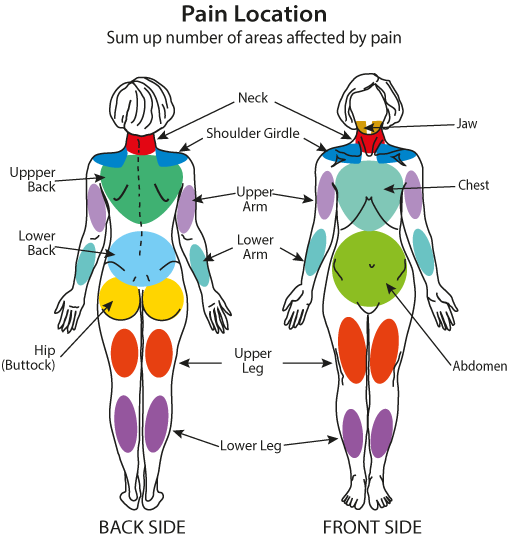 Pain Location
Sum up number of areas affected by pain
Neck
Jaw
Shoulder Girdle
Uppper
Back
Upper
Arm
Chest
Lower
Back
Lower
Arm
Hip
(Buttock)
Upper
Leg
Abdomen
Lower Leg
BACK SIDE
FRONT SIDE